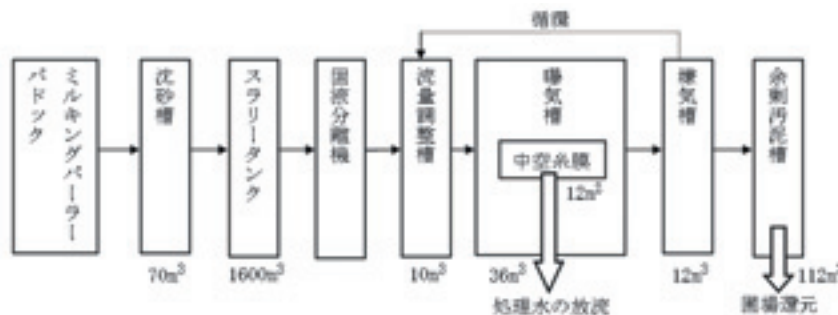 循環
ミルキングパーラー
パドック
沈砂槽
70m³
スラリータンク
1600m³
固液分離機
流量調整槽
10m³
曝気槽
中空糸膜
12m²
36m³
処理水の放流
嫌気槽
12m³
余剰汚泥槽
112m³
圃場還元